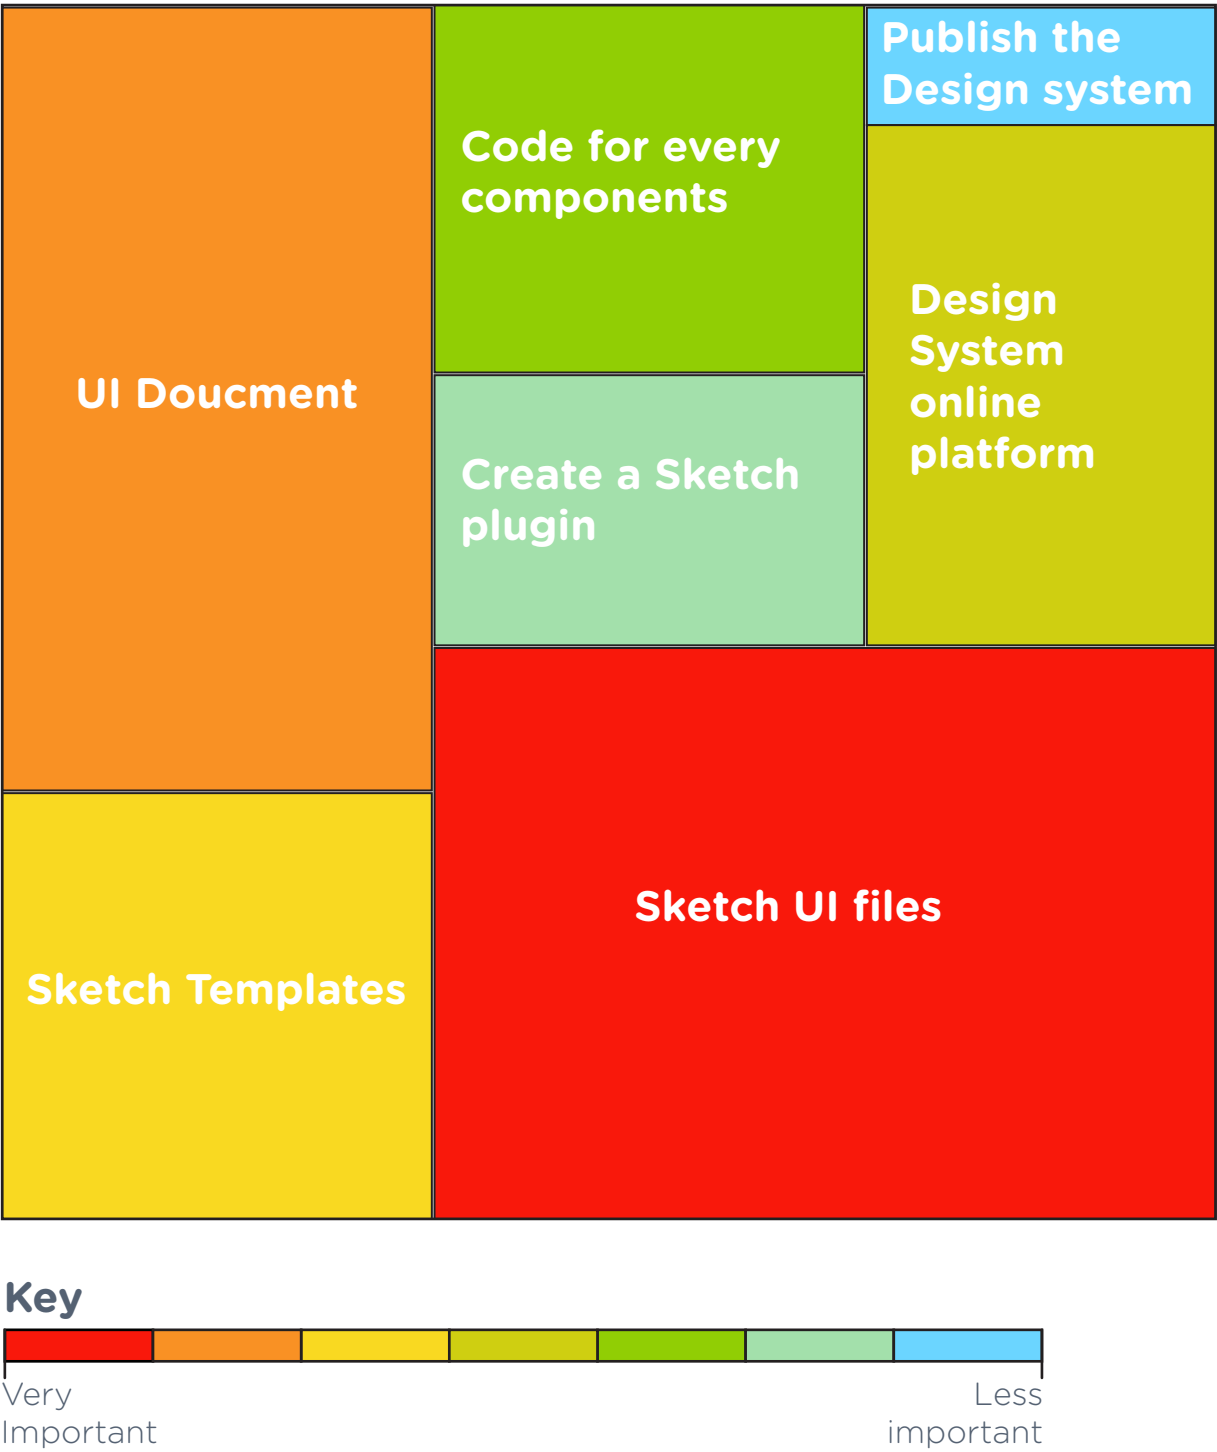 Publish the
Design system
Code for every
components
Design
System
online
platform
UI Doucment
Create a Sketch
plugin
Sketch UI files
Sketch Templates
Key
Very
Important
Less
important